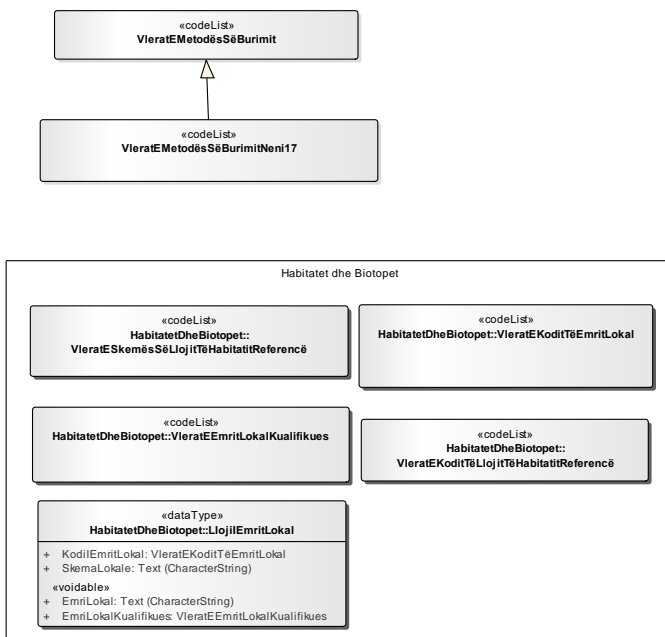 «codeList»
VleratEMetodësSëBurimit
«codeList»
VleratEMetodësSëBurimitNeni17
Habitatet dhe Biotopet
«codeList»
HabitatetDheBiotopet::
VleratESkemësSëLlojitTëHabitatitReferencë
«codeList»
HabitatetDheBiotopet::VleratEKoditTëEmritLokal
«codeList»
HabitatetDheBiotopet::VleratEEmritLokalKualifikues
«codeList»
HabitatetDheBiotopet::
VleratEKoditTëLlojitTëHabitatitReferencë
«dataType»
HabitatetDheBiotopet::LlojiIEmritLokal
+ KodiIEmritLokal: VleratEKoditTëEmritLokal
+ SkemaLokale: Text (CharacterString)
«voidable»
+ EmriLokal: Text (CharacterString)
+ EmriLokalKualifikues: VleratEEmritLokalKualifikues